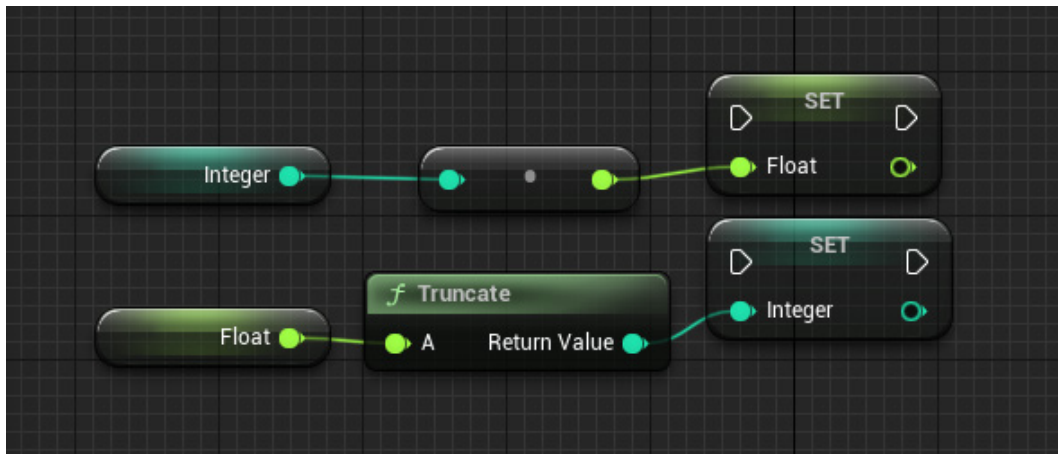 SET
Integer
Float
SET
f Truncate
Integer
Float
A
Return Value